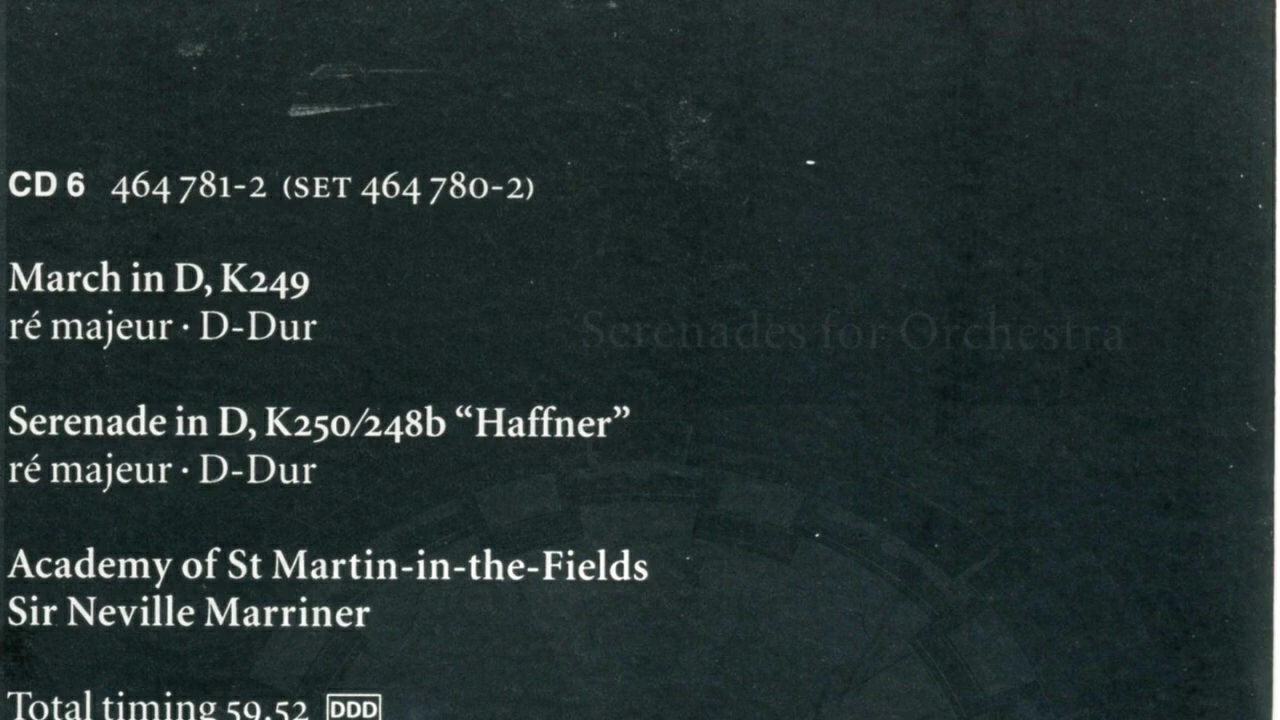 CD 6 464 781-2 (SET 464 780-2)
March in D, K249
ré majeur · D-Dur
Serenades for Orchestra
Serenade in D, K250/248b “Haffner”
ré majeur · D-Dur
Academy of St Martin-in-the-Fields
Sir Neville Marriner
Total timing 59.52 DDD